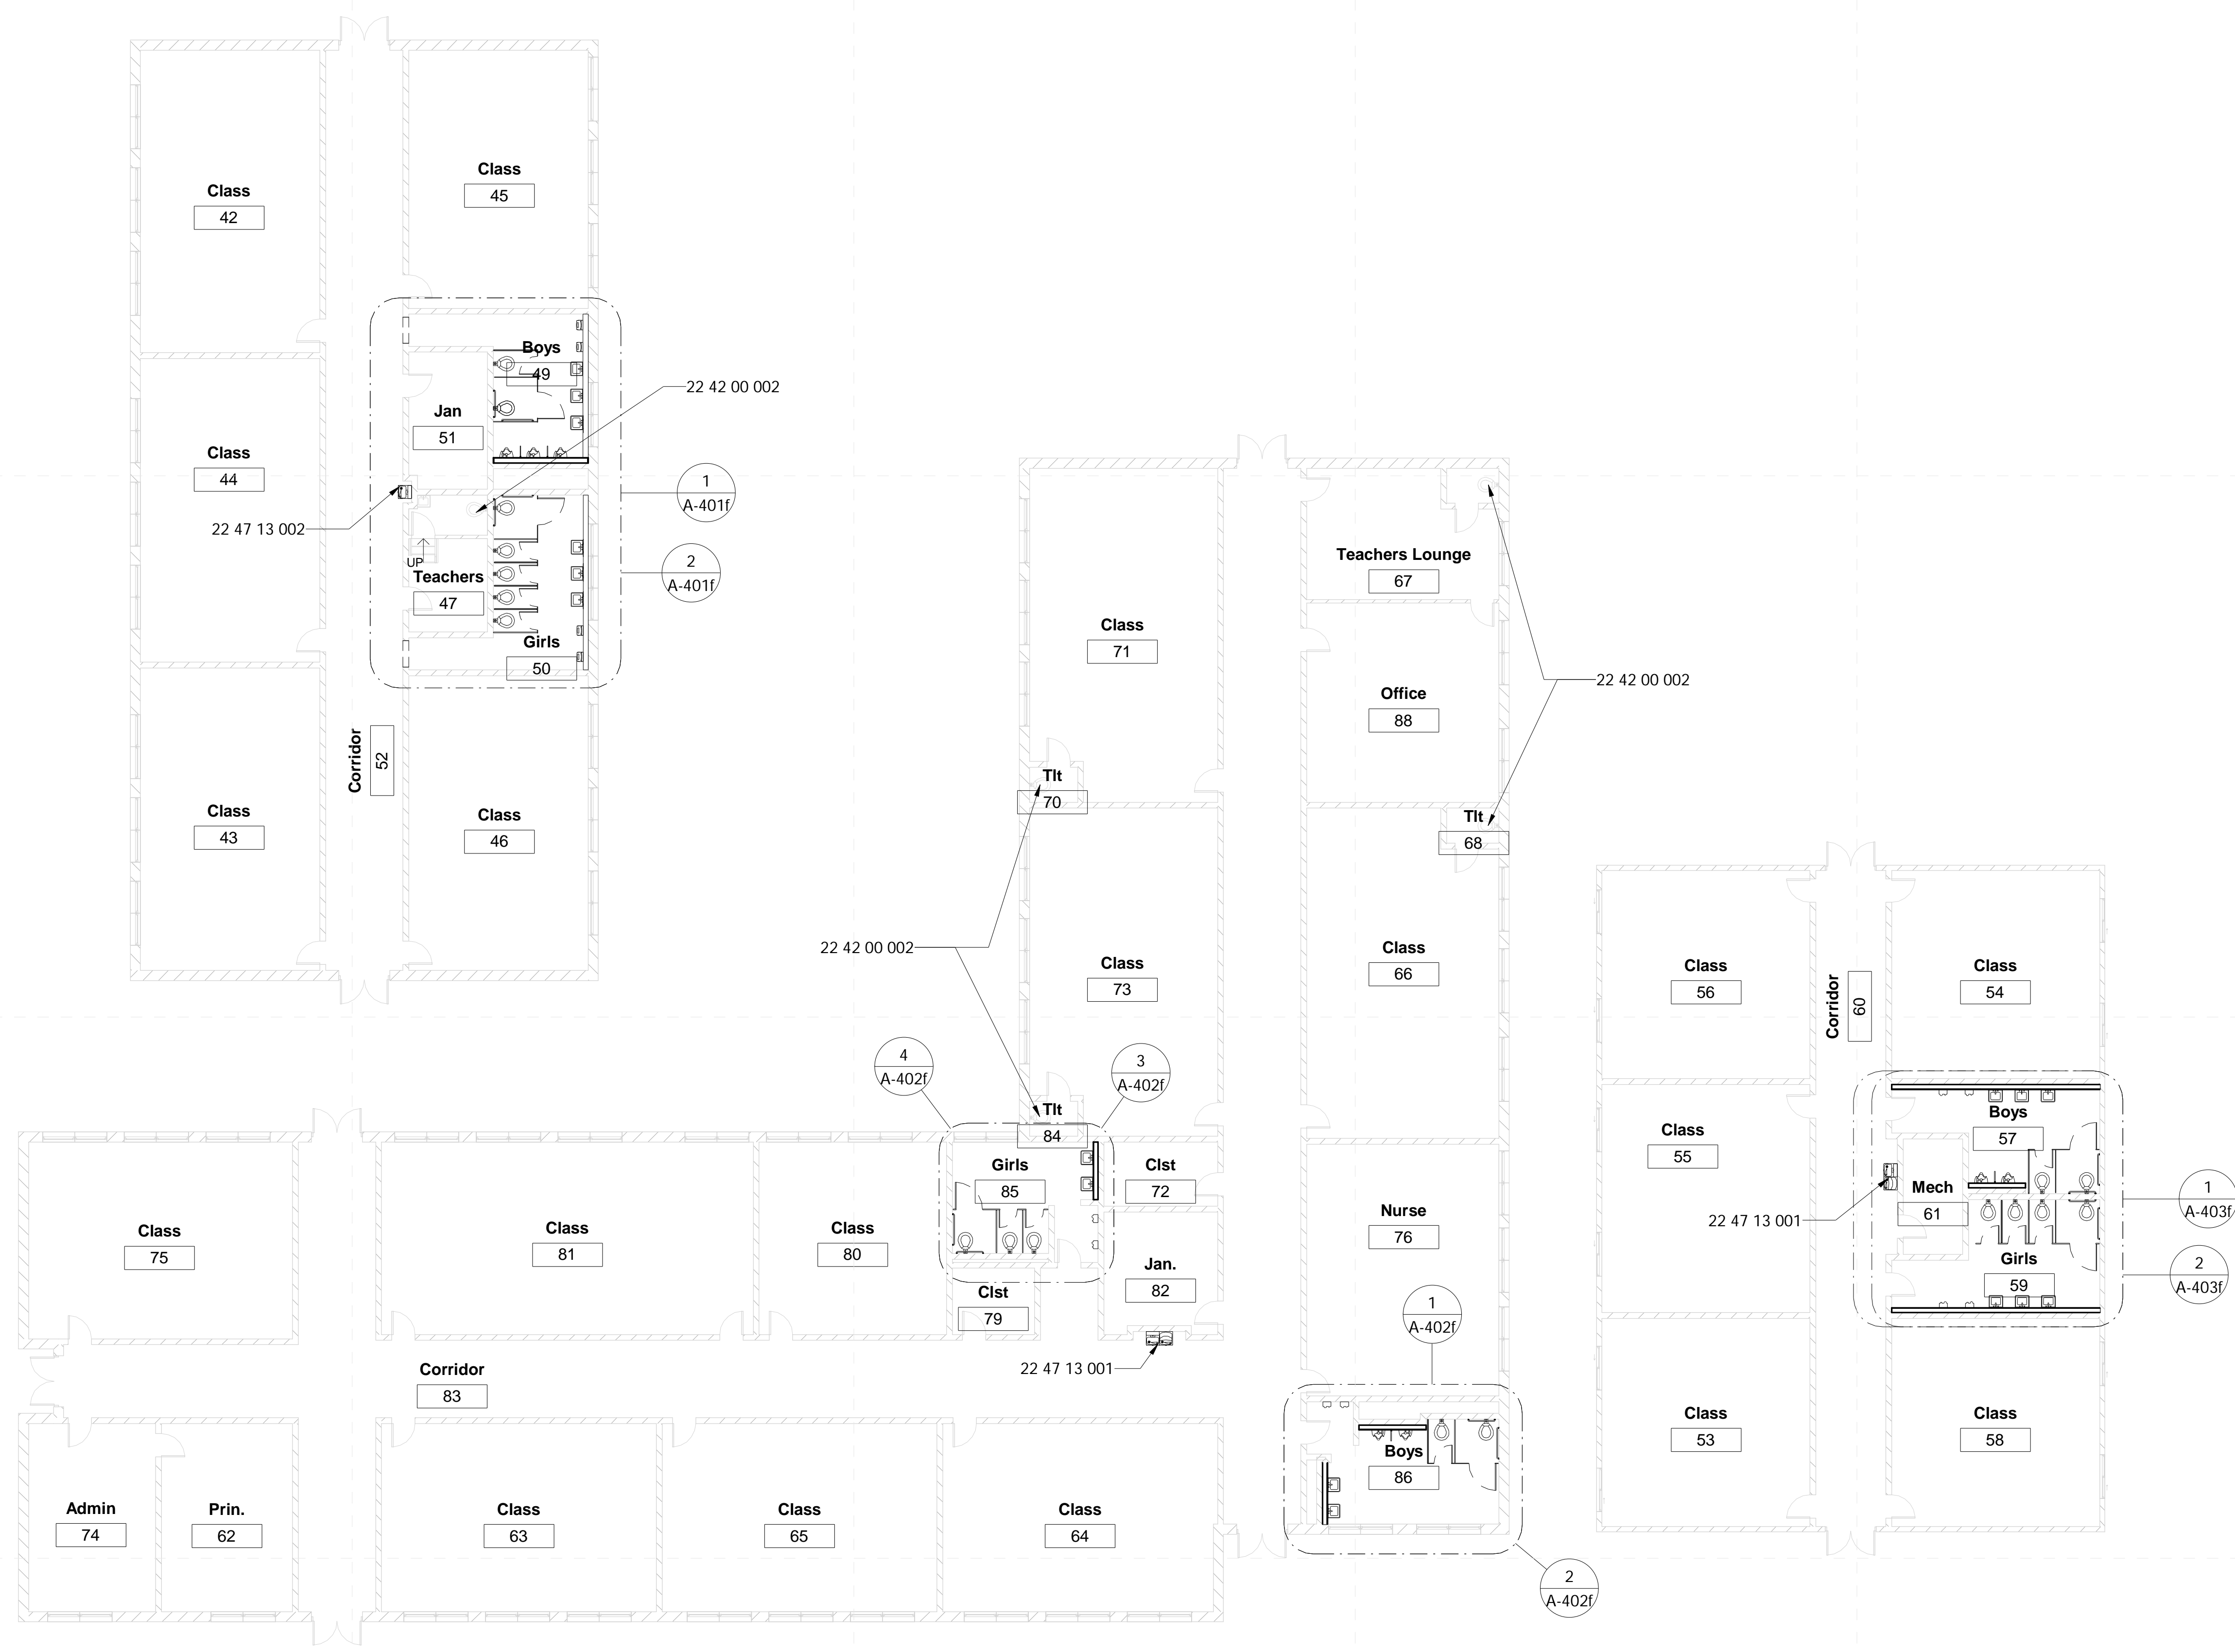 Class
42
Class
45
Boys
49
22 42 00 002
Jan
51
Class
44
1
A-401f
22 47 13 002
2
A-401f
UP
Teachers
47
Girls
50
Corridor
52
Class
43
Class
46
Teachers Lounge
67
Class
71
22 42 00 002
Office
88
Tlt
70
Tlt
68
22 42 00 002
Class
73
Class
66
Class
56
Corridor
60
Class
54
4
A-402f
3
A-402f
Tlt
84
Girls
85
Clst
72
Class
75
Class
81
Class
80
Nurse
76
Jan.
82
Clst
79
22 47 13 001
Corridor
83
Class
55
Boys
57
Mech
61
22 47 13 001
1
A-403f
Girls
59
2
A-403f
1
A-402f
Boys
86
Class
53
Class
58
Admin
74
Prin.
62
Class
63
Class
65
Class
64
2
A-402f